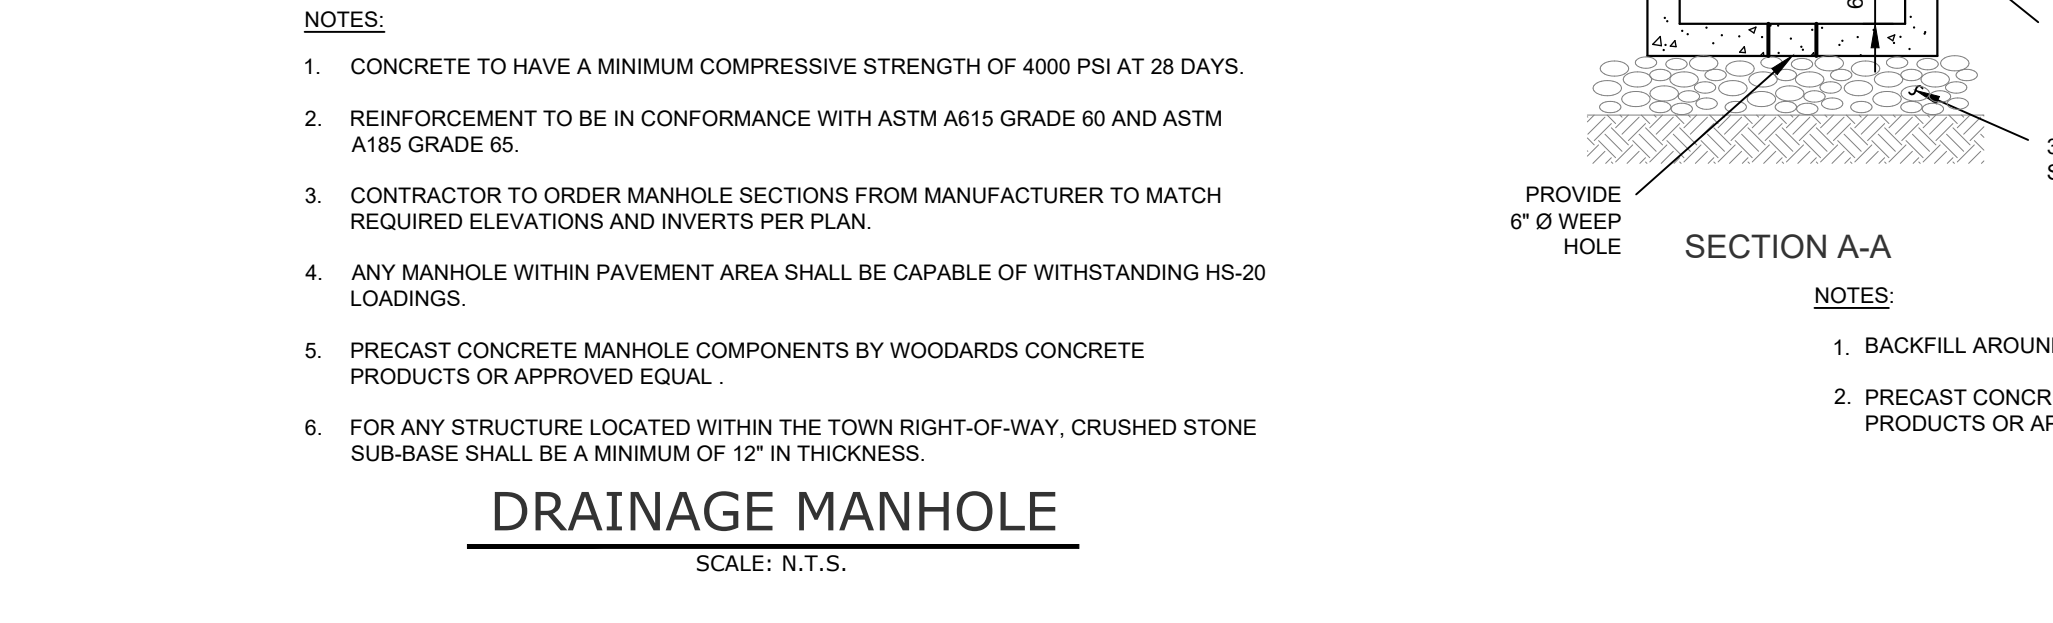 NOTES:
1. CONCRETE TO HAVE A MINIMUM COMPRESSIVE STRENGTH OF 4000 PSI AT 28 DAYS.
2. REINFORCEMENT TO BE IN CONFORMANCE WITH ASTM A615 GRADE 60 AND ASTM
A185 GRADE 65.
3. CONTRACTOR TO ORDER MANHOLE SECTIONS FROM MANUFACTURER TO MATCH
REQUIRED ELEVATIONS AND INVERTS PER PLAN.
4. ANY MANHOLE WITHIN PAVEMENT AREA SHALL BE CAPABLE OF WITHSTANDING HS-20
LOADINGS.
5. PRECAST CONCRETE MANHOLE COMPONENTS BY WOODARDS CONCRETE
PRODUCTS OR APPROVED EQUAL .
6. FOR ANY STRUCTURE LOCATED WITHIN THE TOWN RIGHT-OF-WAY, CRUSHED STONE
SUB-BASE SHALL BE A MINIMUM OF 12" IN THICKNESS.
DRAINAGE MANHOLE
SCALE: N.T.S.
PROVIDE
6" Ø WEEP
HOLE
SECTION A-A
NOTES:
1. BACKFILL
2. PRECAST
PRODUCTS OR